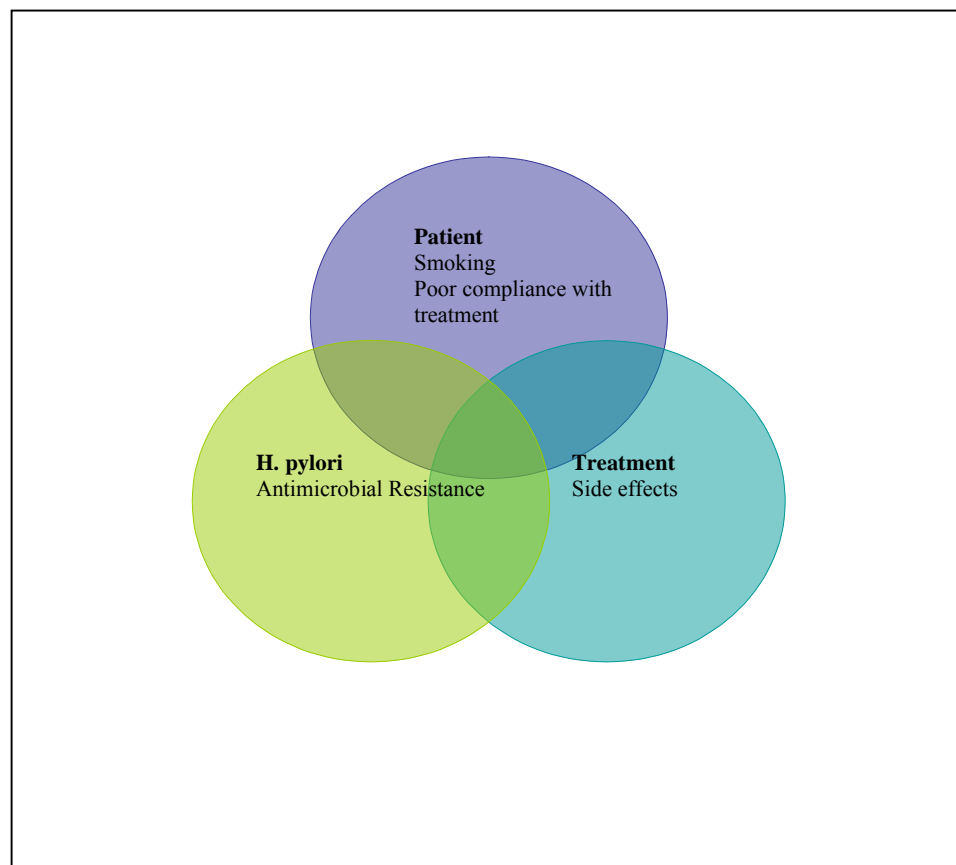 Patient
Smoking
Poor compliance with
treatment
H. pylori
Antimicrobial Resistance
Treatment
Side effects